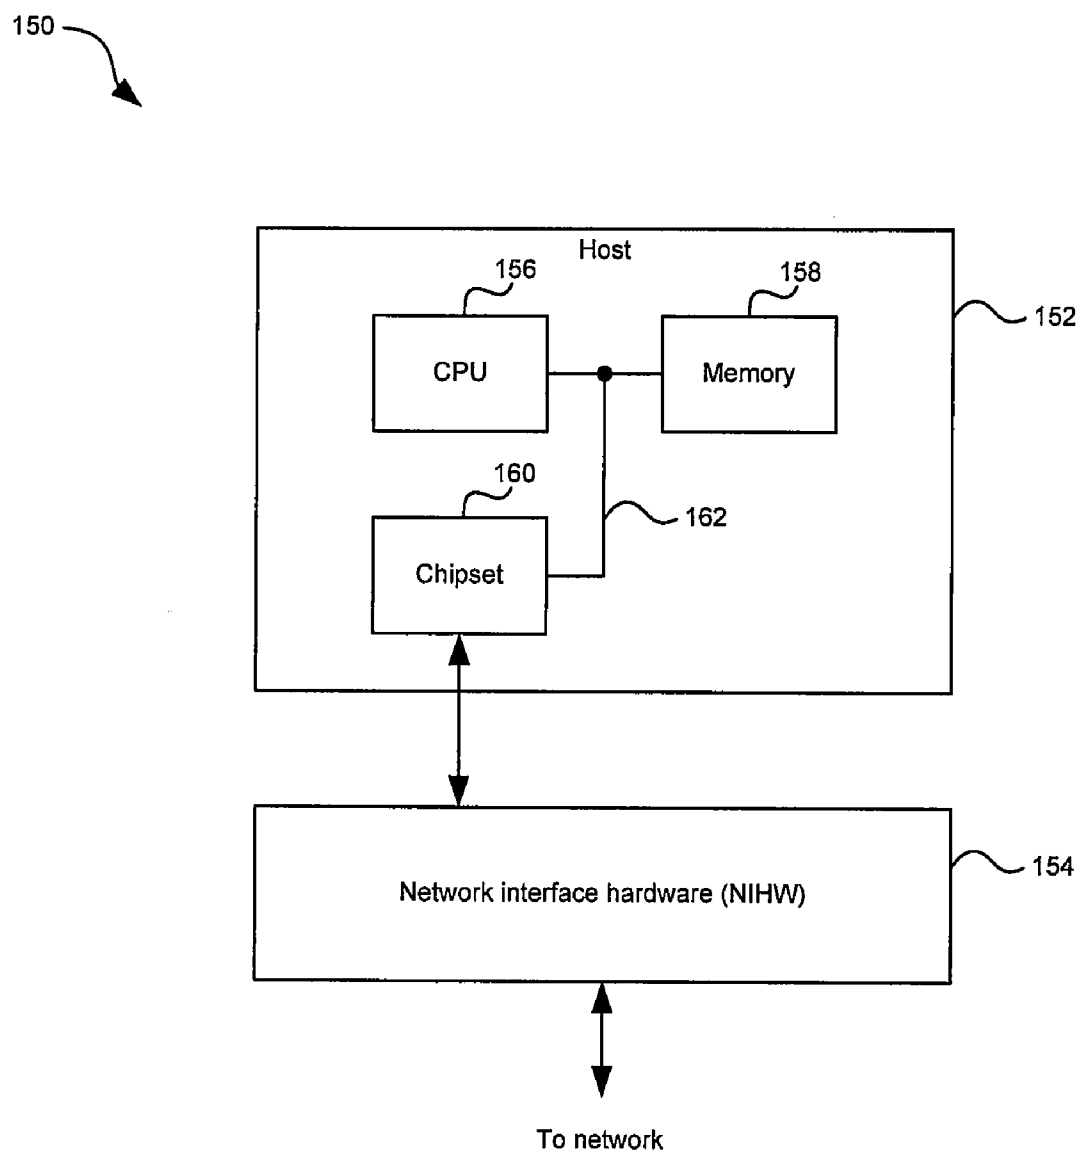 150
Host
156
158
152
CPU
Memory
160
162
Chipset
154
Network interface hardware (NIHW)
To network